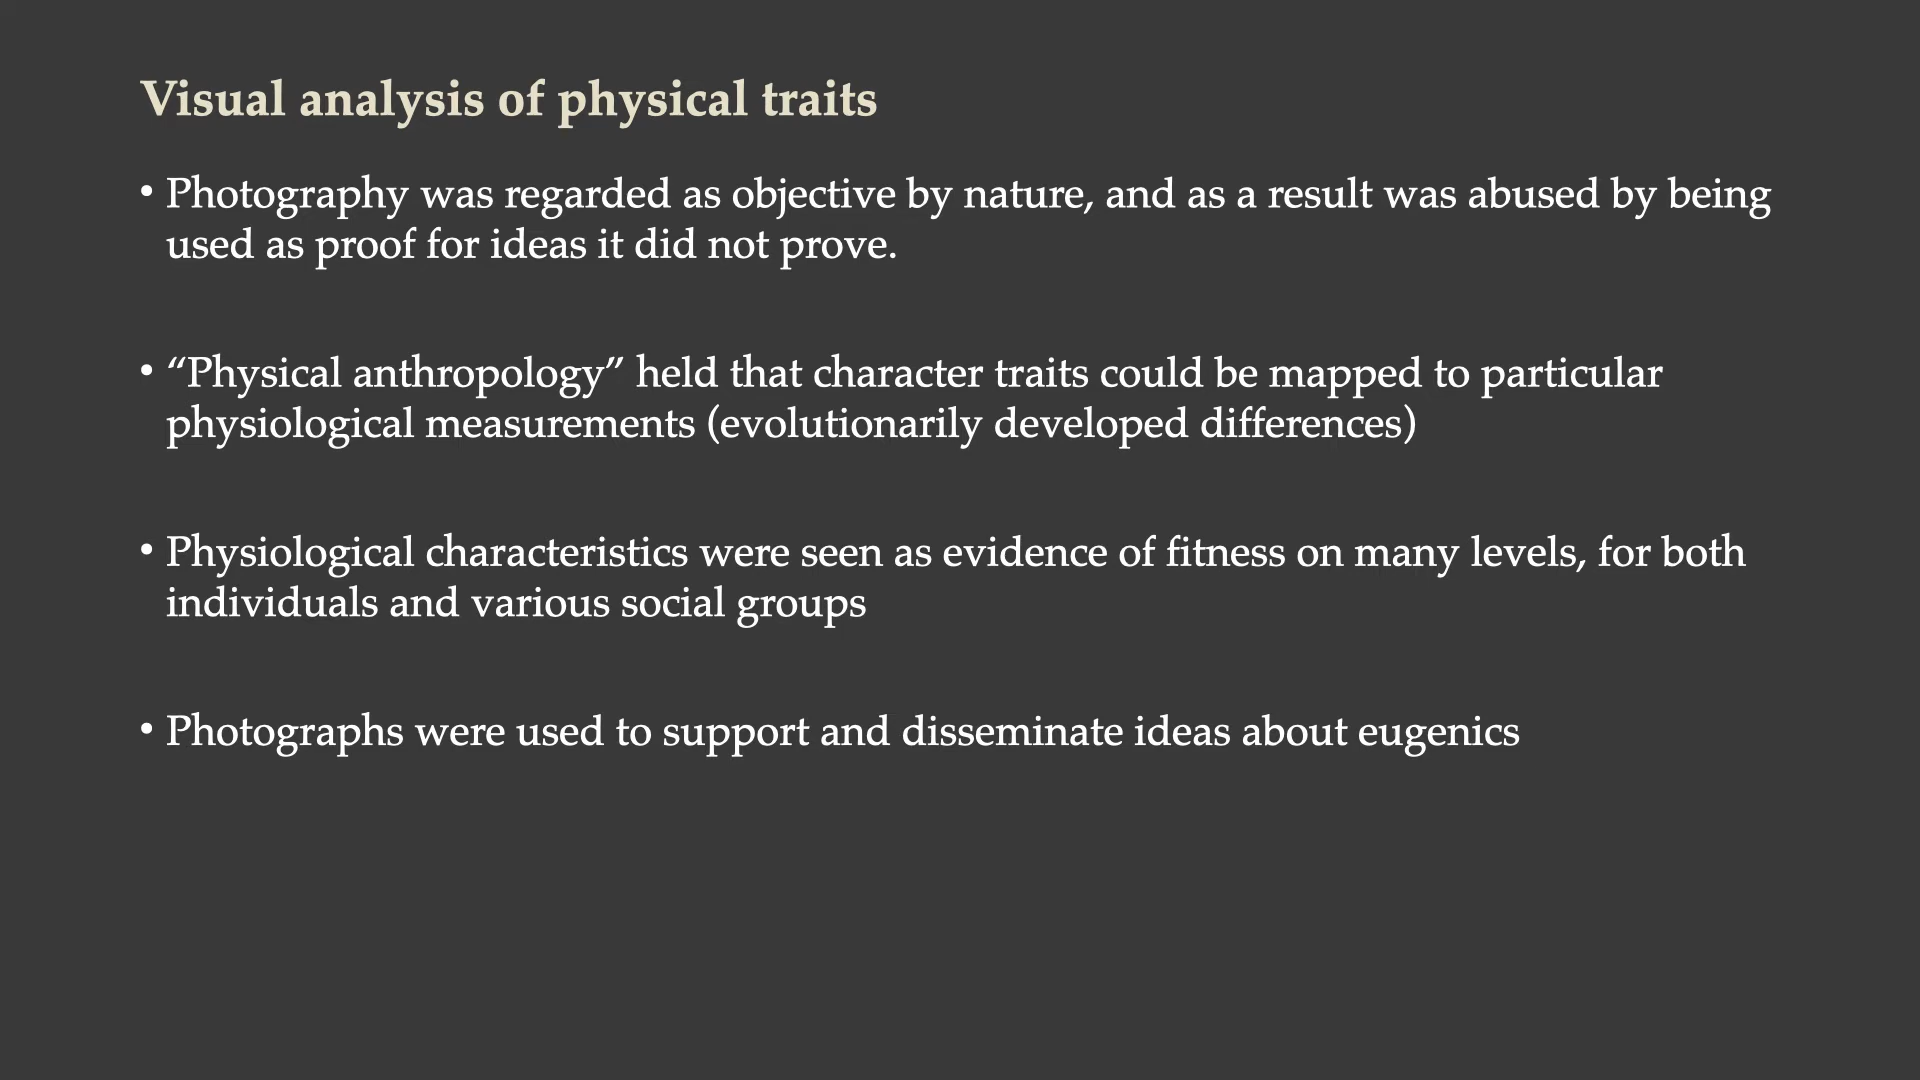 Visual analysis of physical traits
• Photography was regarded as objective by nature, and as a result was abused by being
used as proof for ideas it did not prove.
• “Physical anthropology” held that character traits could be mapped to particular
physiological measurements (evolutionarily developed differences)
• Physiological characteristics were seen as evidence of fitness on many levels, for both
individuals and various social groups
• Photographs were used to support and disseminate ideas about eugenics